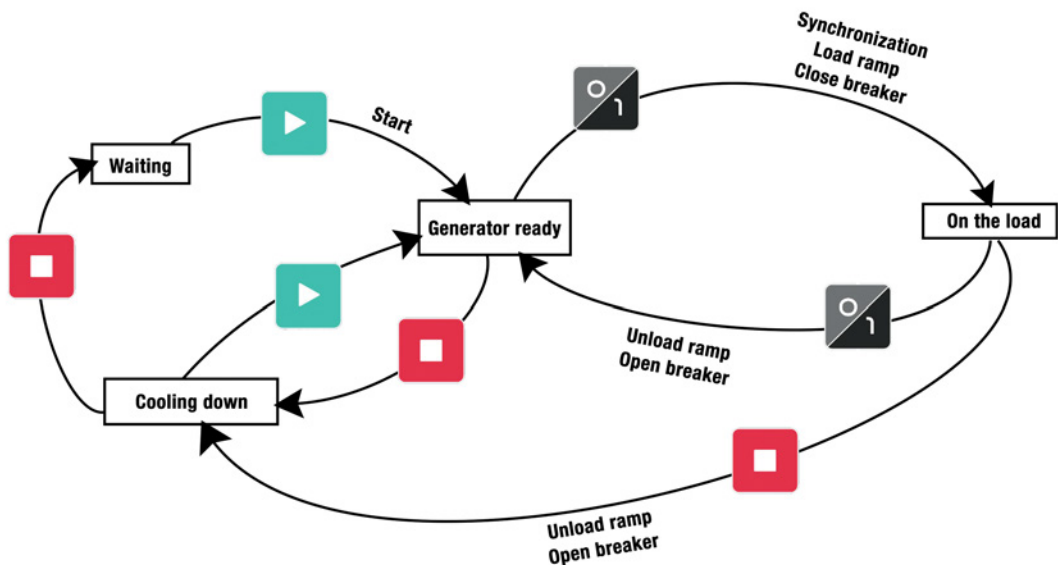 Synchronization
Load ramp
Close breaker
Start
Waiting
Generator ready
On the load
Unload ramp
Open breaker
Cooling down
Unload ramp
Open breaker